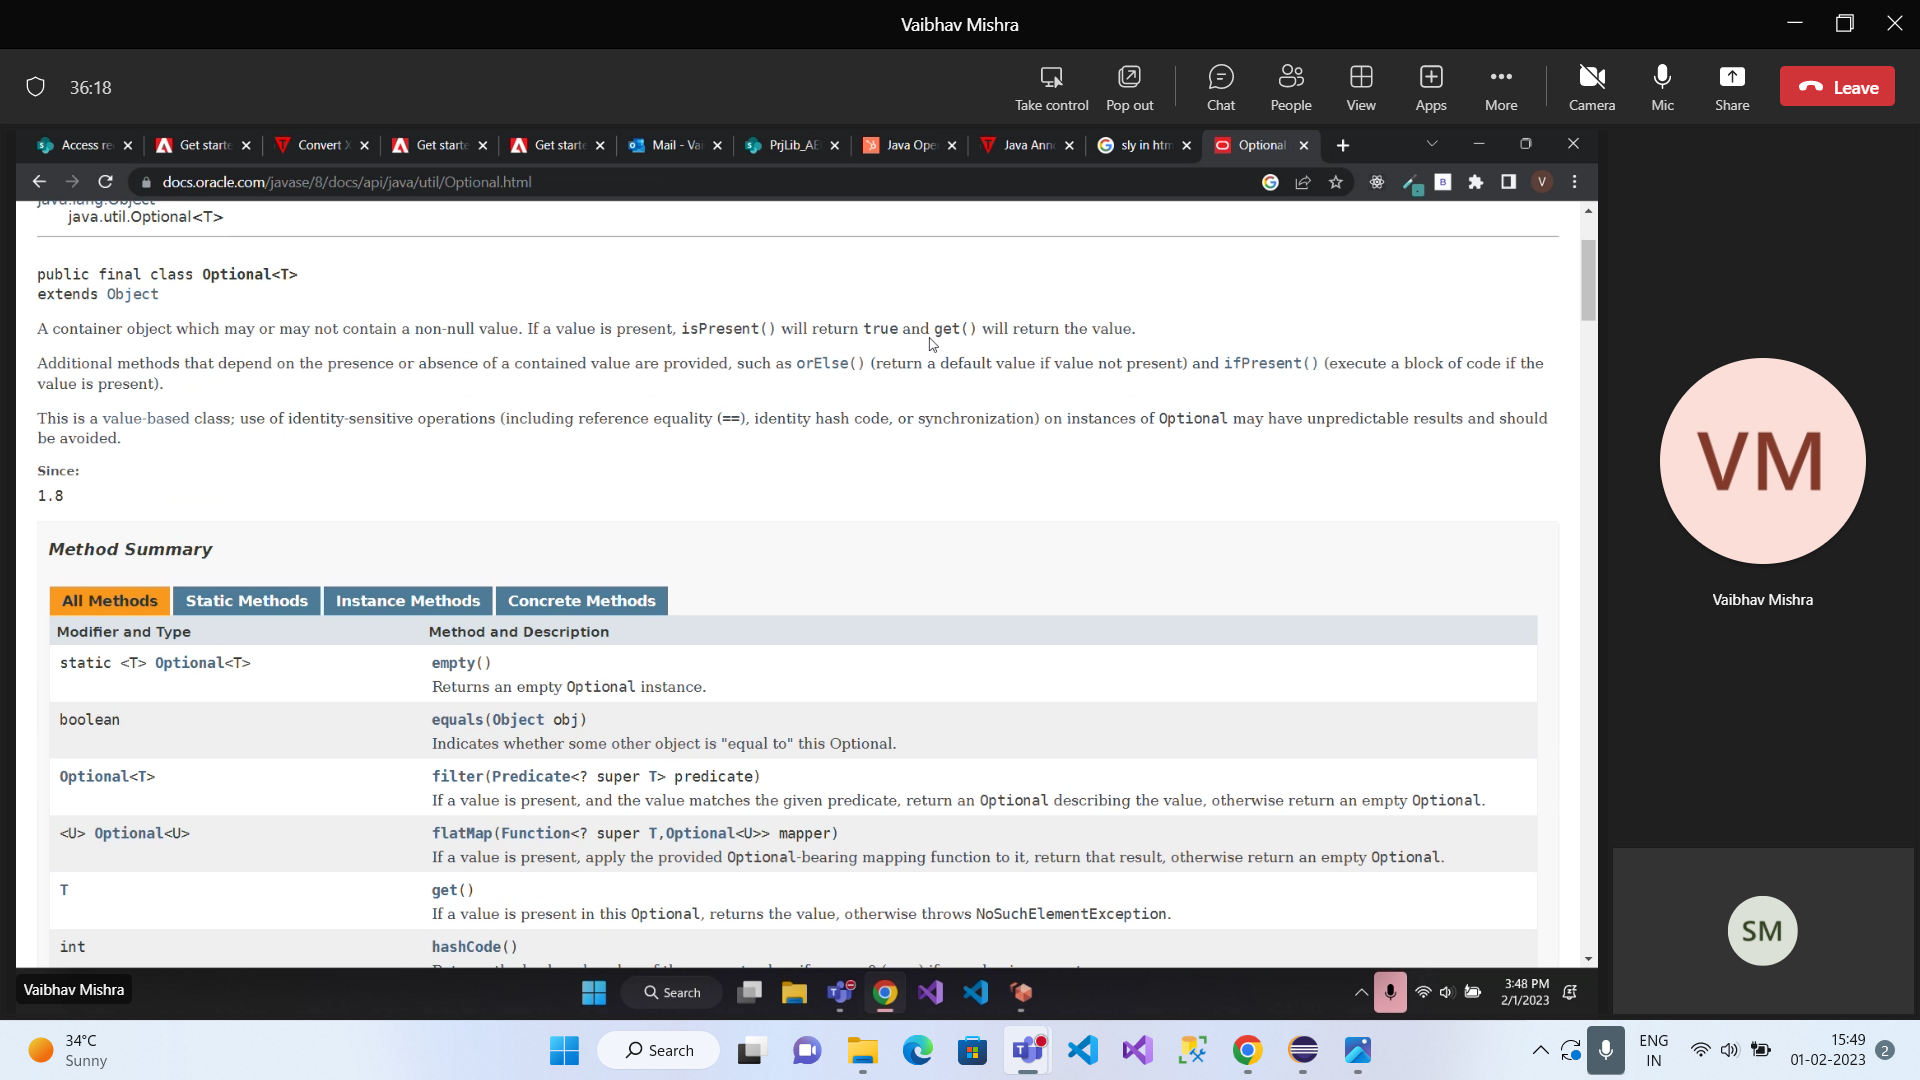 Vaibhav Mishra
36:18
Take control
Pop out
Chat
People
View
Apps
More
Camera
Mic
Share
Leave
Access re
Get starte
Convert X
Get starte
Get starte
Mail - Vai
PrjLib_AE
Java Ope
Java Ann
sly in htm
Optional
docs.oracle.com/javase/8/docs/api/java/util/Optional.html
V
java.lang.Object
java.util.Optional<T>
public final class Optional<T>
extends Object
A container object which may or may not contain a non-null value. If a value is present, isPresent() will return true and get() will return the value.
Additional methods that depend on the presence or absence of a contained value are provided, such as orElse() (return a default value if value not present) and ifPresent() (execute a block of code if the
value is present).
This is a value-based class; use of identity-sensitive operations (including reference equality (==), identity hash code, or synchronization) on instances of Optional may have unpredictable results and should
be avoided.
Since:
1.8
Method Summary
All Methods
Static Methods
Instance Methods
Concrete Methods
Modifier and Type
Method and Description
static <T> Optional<T>
empty()
Returns an empty Optional instance.
boolean
equals(Object obj)
Indicates whether some other object is "equal to" this Optional.
Optional<T>
filter(Predicate<? super T> predicate)
If a value is present, and the value matches the given predicate, return an Optional describing the value, otherwise return an empty Optional.
<U> Optional<U>
flatMap(Function<? super T,Optional<U>> mapper)
If a value is present, apply the provided Optional-bearing mapping function to it, return that result, otherwise return an empty Optional.
T
get()
If a value is present in this Optional, returns the value, otherwise throws NoSuchElementException.
int
hashCode()
VM
Vaibhav Mishra
SM
Vaibhav Mishra
Search
3:48 PM
2/1/2023
34°C
Sunny
Search
ENG
IN
15:49
01-02-2023
2